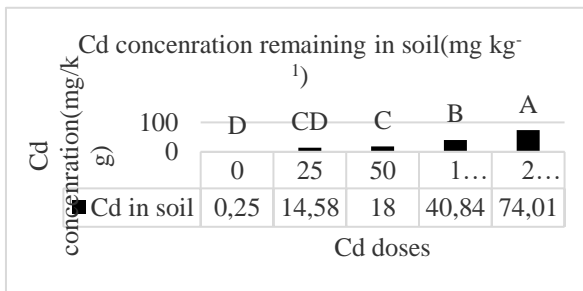 Cd concenration remaining in soil(mg kg-
1)
Cd
concentration(mg/k
g)
100
0
D
CD
C
B
A
0 25 50 1… 2…
Cd in soil 0,25 14,58 18 40,84 74,01
Cd doses